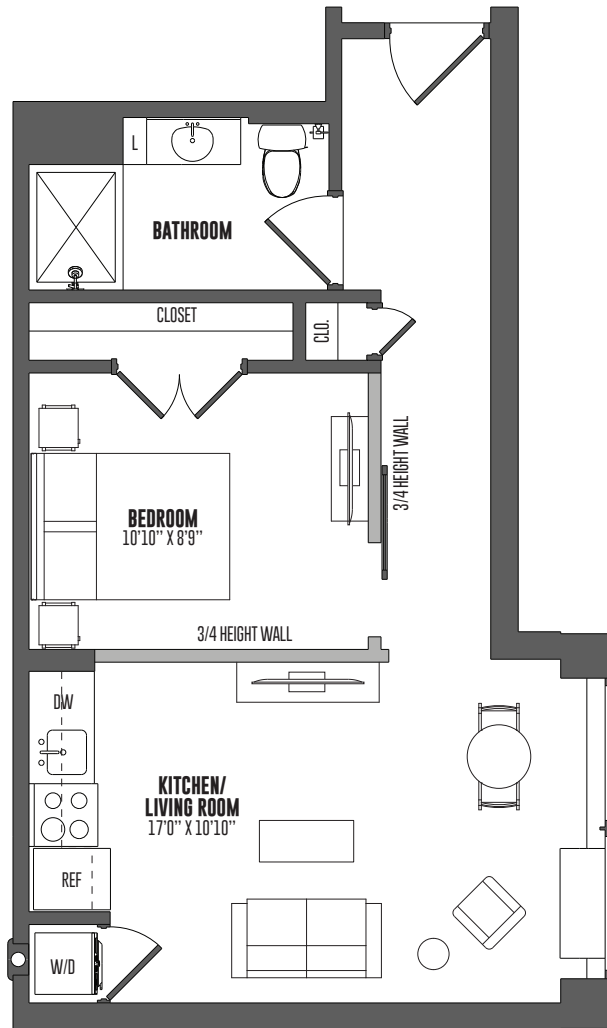 L
BATHROOM
CLOSET
CLO.
3/4 HEIGHT WALL
BEDROOM
10'10" X 8'9"
3/4 HEIGHT WALL
DW
KITCHEN/
LIVING ROOM
17'0" X 10'10"
REF
W/D